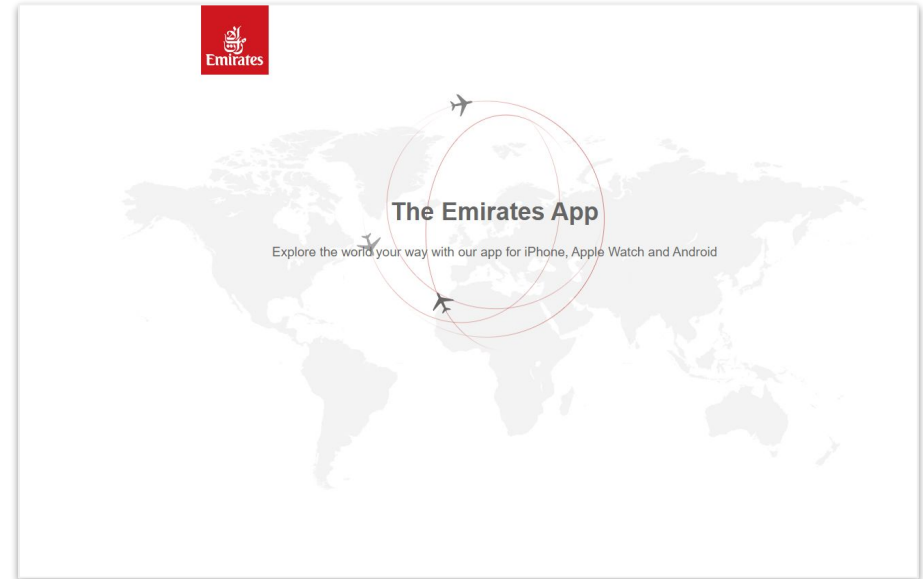 Emirates
The Emirates App
Explore the world your way with our app for iPhone, Apple Watch and Android